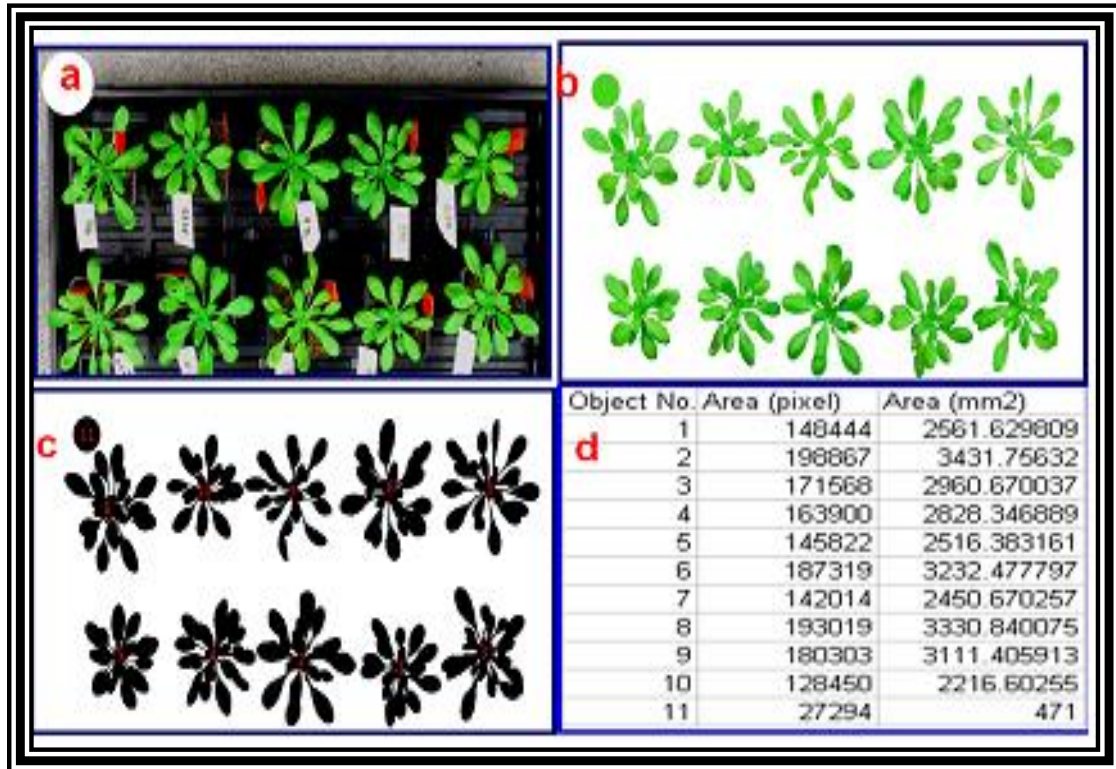 a
b
c
d
Object No. Area (pixel) Area (mm2)
1 148444 2561.629809
2 198867 3431.75632
3 171568 2960.670037
4 163900 2828.346889
5 145822 2516.383161
6 187319 3232.477797
7 142014 2450.670257
8 193019 3330.840075
9 180303 3111.405913
10 128450 2216.60255
11 27294 471